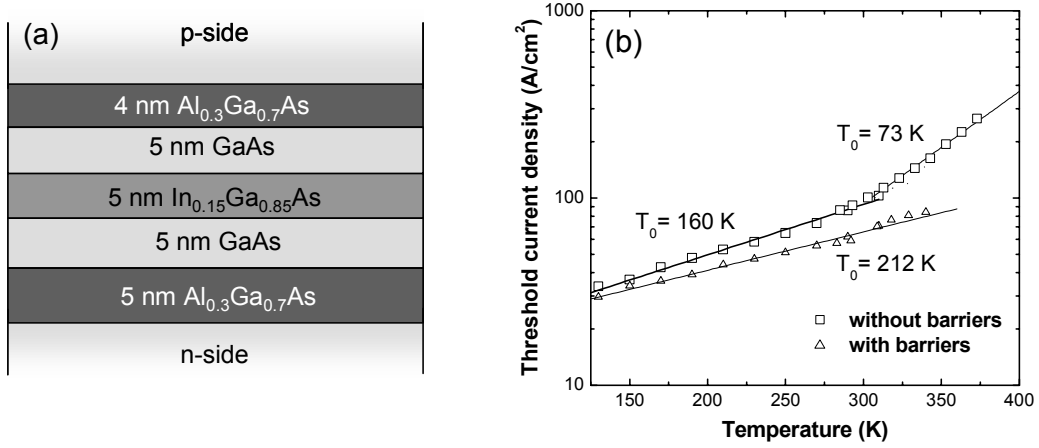 (a)
p-side
4 nm Al0.3Ga0.7As
5 nm GaAs
5 nm In0.15Ga0.85As
5 nm GaAs
5 nm Al0.3Ga0.7As
n-side
(b)
Threshold current density (A/cm²)
1000
100
10
T0= 73 K
T0= 160 K
T0= 212 K
without barriers
with barriers
150 200 250 300 350 400
Temperature (K)